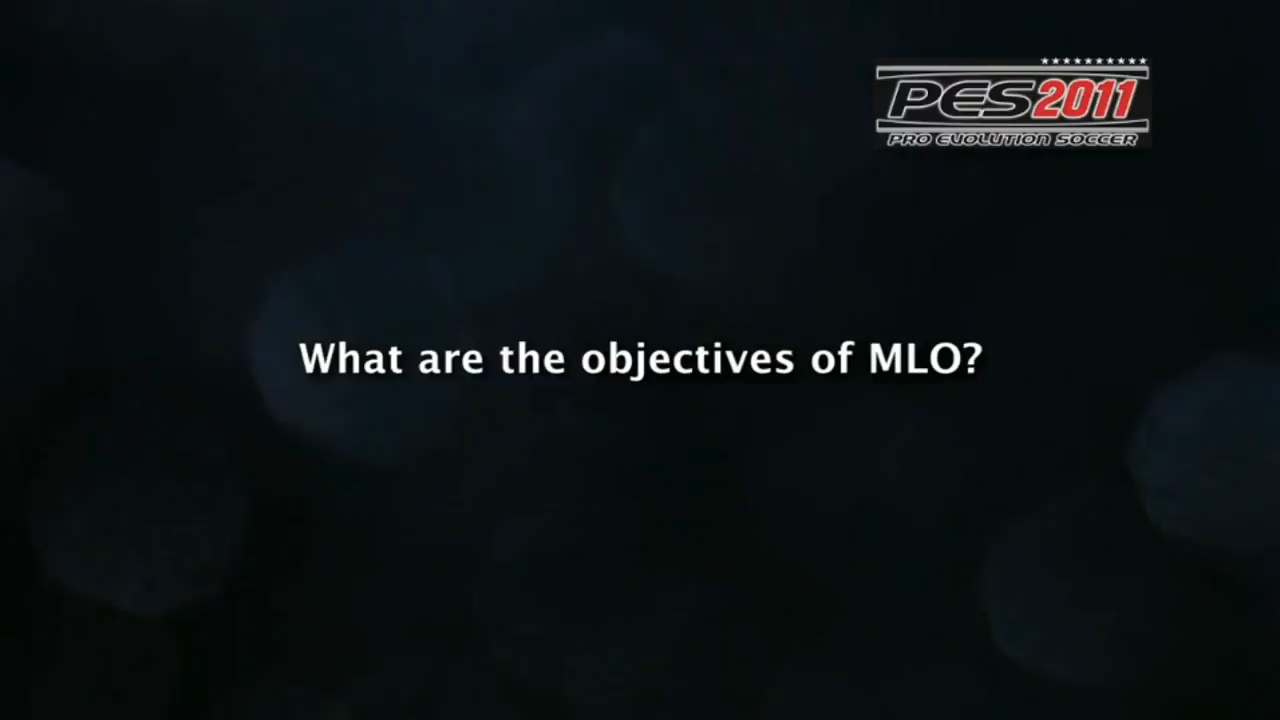 PES2011
PRO EVOLUTION SOCCER
What are the objectives of MLO?